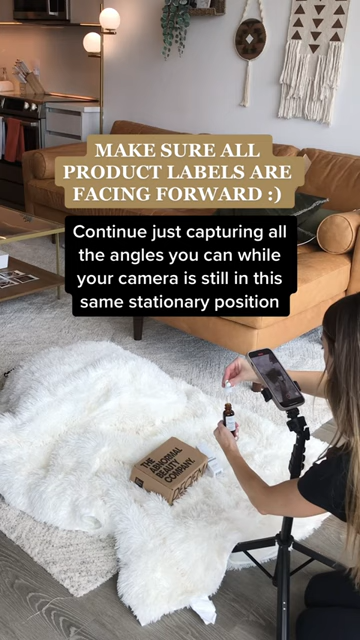 MAKE SURE ALL
PRODUCT LABELS ARE
FACING FORWARD :)
Continue just capturing all
the angles you can while
your camera is still in this
same stationary position
THE
ABNORMAL
BEAUTY
COMPANY.
DECIEM